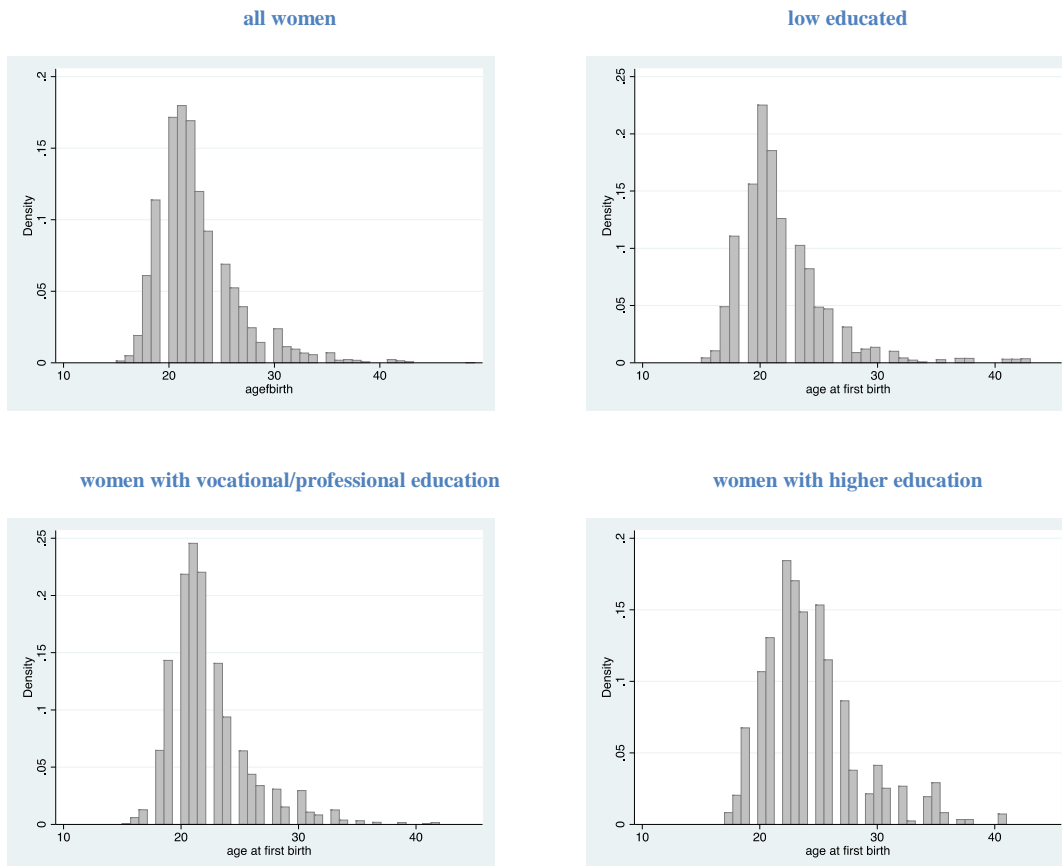 all women
low educated
.2
.15
.1
.05
0
Density
10 20 30 40
agefbirth
.25
.2
.15
.1
.05
0
Density
10 20 30 40
age at first birth
women with vocational/professional education
women with higher education
.25
.2
.15
.1
.05
0
Density
10 20 30 40
age at first birth
.2
.15
.1
.05
0
Density
10 20 30 40
age at first birth